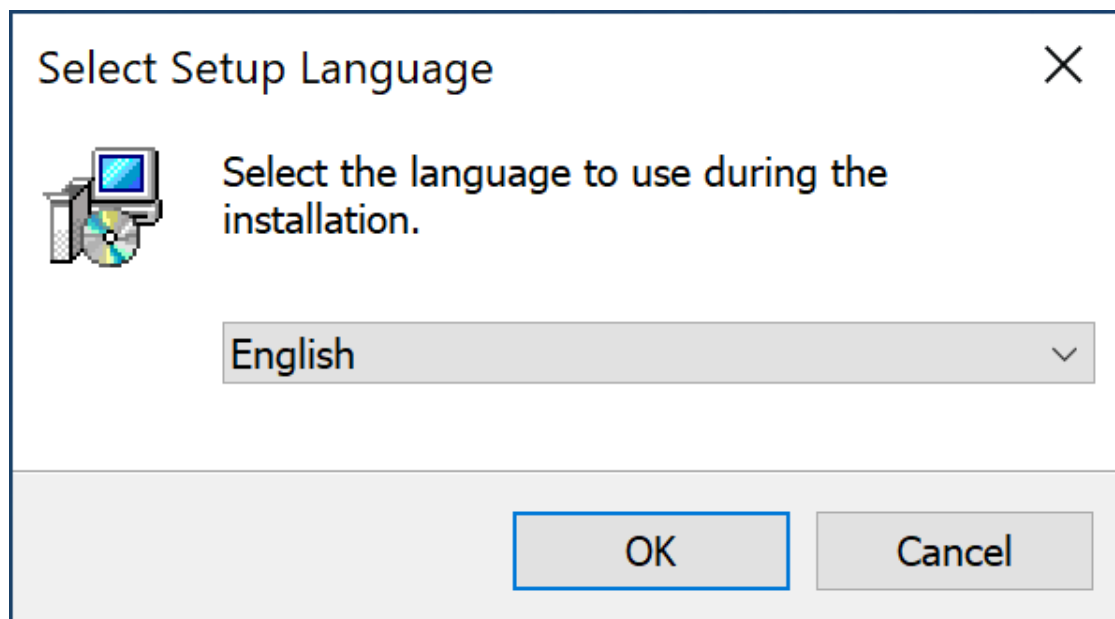 Select Setup Language
Select the language to use during the
installation.
English
OK
Cancel